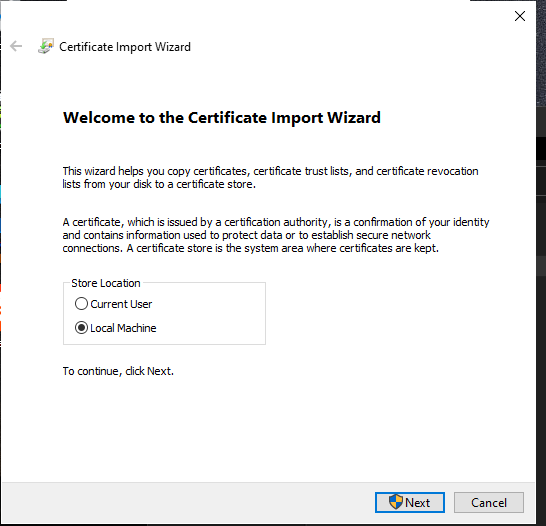 Certificate Import Wizard
Welcome to the Certificate Import Wizard
This wizard helps you copy certificates, certificate trust lists, and certificate revocation
lists from your disk to a certificate store.
A certificate, which is issued by a certification authority, is a confirmation of your identity
and contains information used to protect data or to establish secure network
connections. A certificate store is the system area where certificates are kept.
Store Location
Current User
Local Machine
To continue, click Next.
Next
Cancel